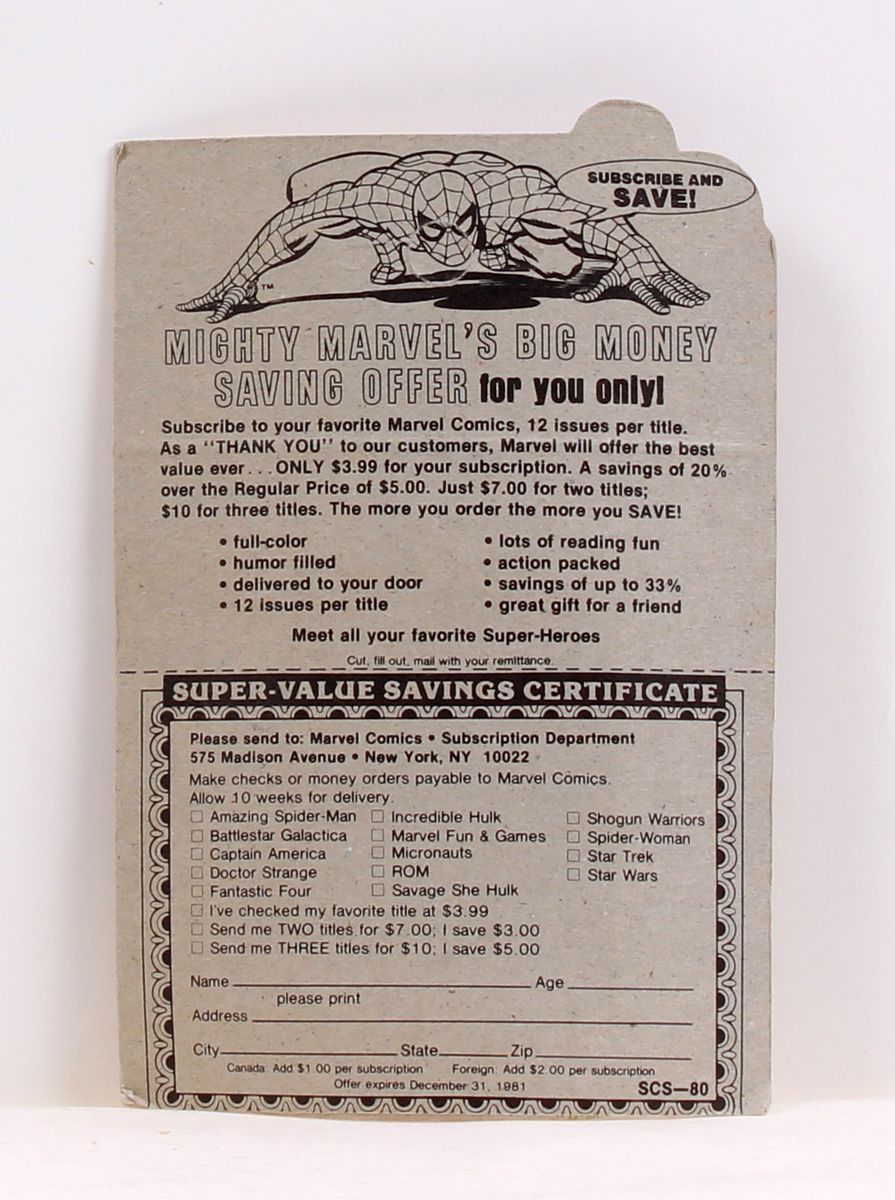 SUBSCRIBE AND
SAVE!
TM
MIGHTY MARVEL'S BIG MONEY
SAVING OFFER for you only!
Subscribe to your favorite Marvel Comics, 12 issues per title.
As a "THANK YOU" to our customers, Marvel will offer the best
value ever...ONLY $3.99 for your subscription. A savings of 20%
over the Regular Price of $5.00. Just $7.00 for two titles;
$10 for three titles. The more you order the more you SAVE!
• full-color
• humor filled
• delivered to your door
• 12 issues per title
• lots of reading fun
• action packed
• savings of up to 33%
• great gift for a friend
Meet all your favorite Super-Heroes
Cut, fill out, mail with your remittance.
SUPER-VALUE SAVINGS CERTIFICATE
Please send to: Marvel Comics • Subscription Department
575 Madison Avenue • New York, NY 10022
Make checks or money orders payable to Marvel Comics.
Allow 10 weeks for delivery.
☐ Amazing Spider-Man
☐ Battlestar Galactica
☐ Captain America
☐ Doctor Strange
☐ Fantastic Four
☐ Incredible Hulk
☐ Marvel Fun & Games
☐ Micronauts
☐ ROM
☐ Savage She Hulk
☐ Shogun Warriors
☐ Spider-Woman
☐ Star Trek
☐ Star Wars
☐ I've checked my favorite title at $3.99
☐ Send me TWO titles for $7.00; I save $3.00
☐ Send me THREE titles for $10; I save $5.00
Name Age
please print
Address
City State Zip
Canada: Add $1.00 per subscription Foreign: Add $2.00 per subscription
Offer expires December 31, 1981 SCS—80